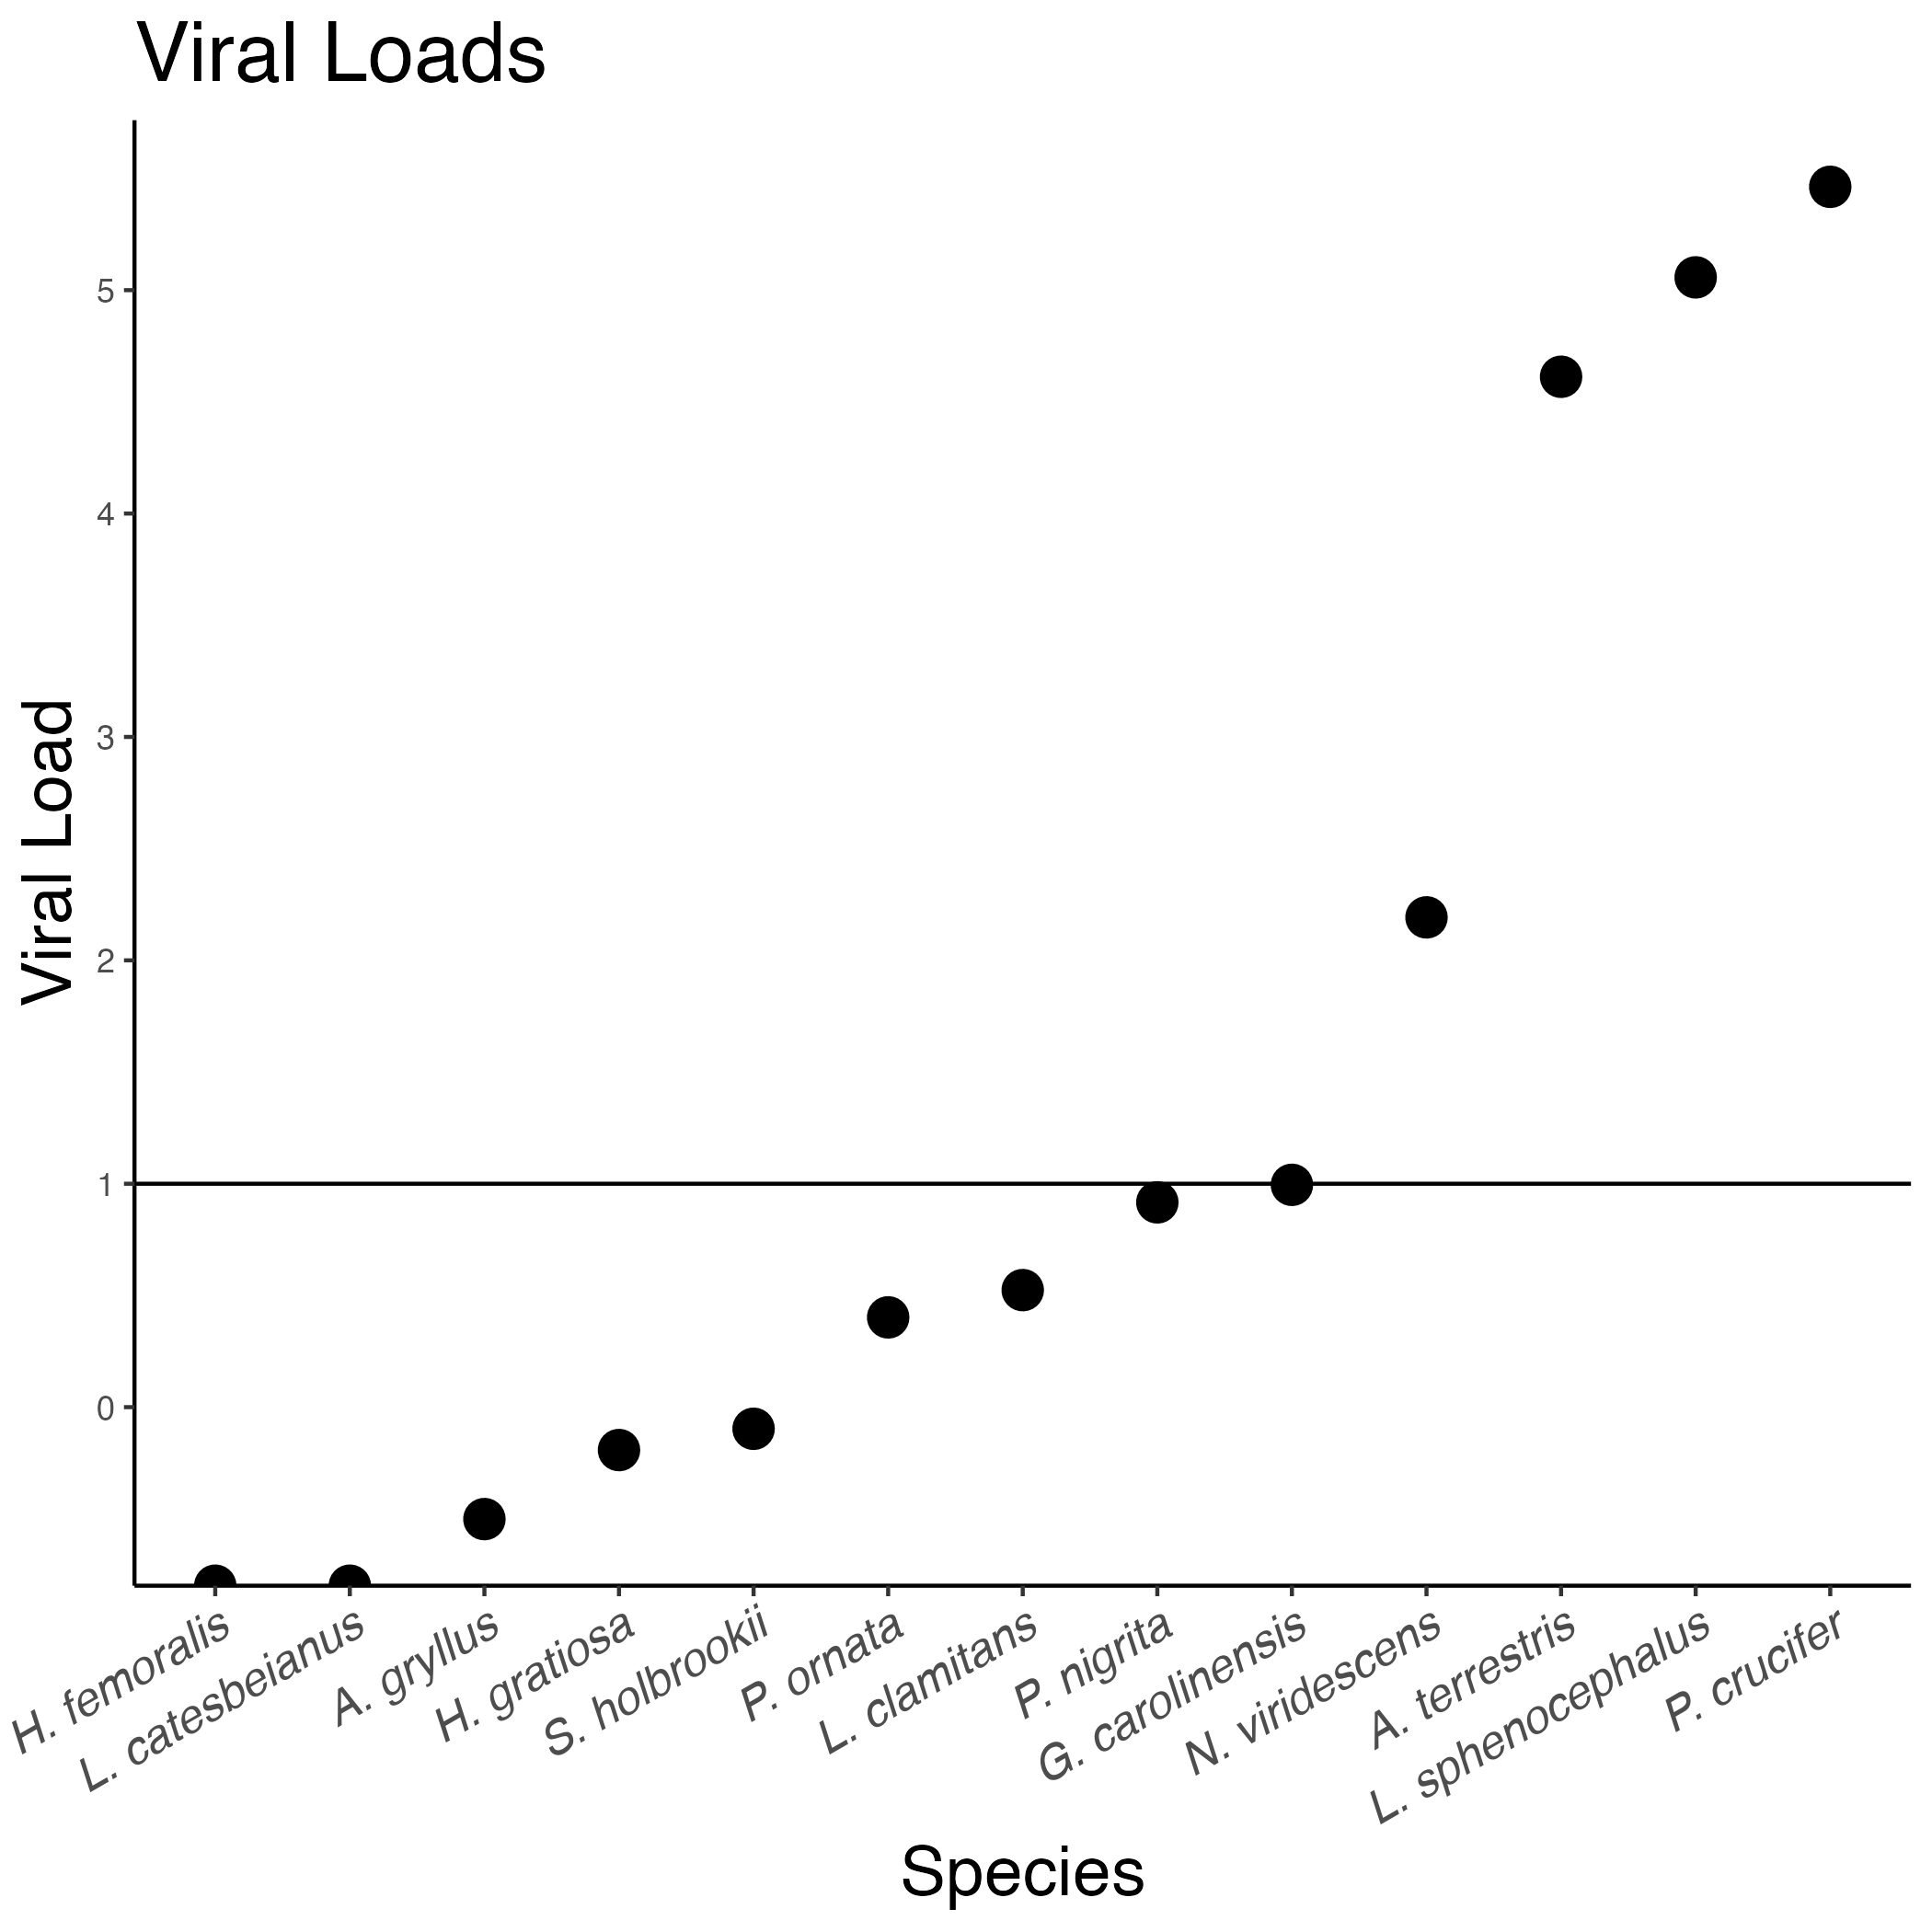 Viral Loads
Viral Load
5
4
3
2
1
0
H. femoralis
L. catesbeianus
A. gryllus
H. gratiosa
S. holbrookii
P. ornata
L. clamitans
P. nigrita
G. carolinensis
N. viridescens
A. terrestris
L. sphenocephalus
P. crucifer
Species